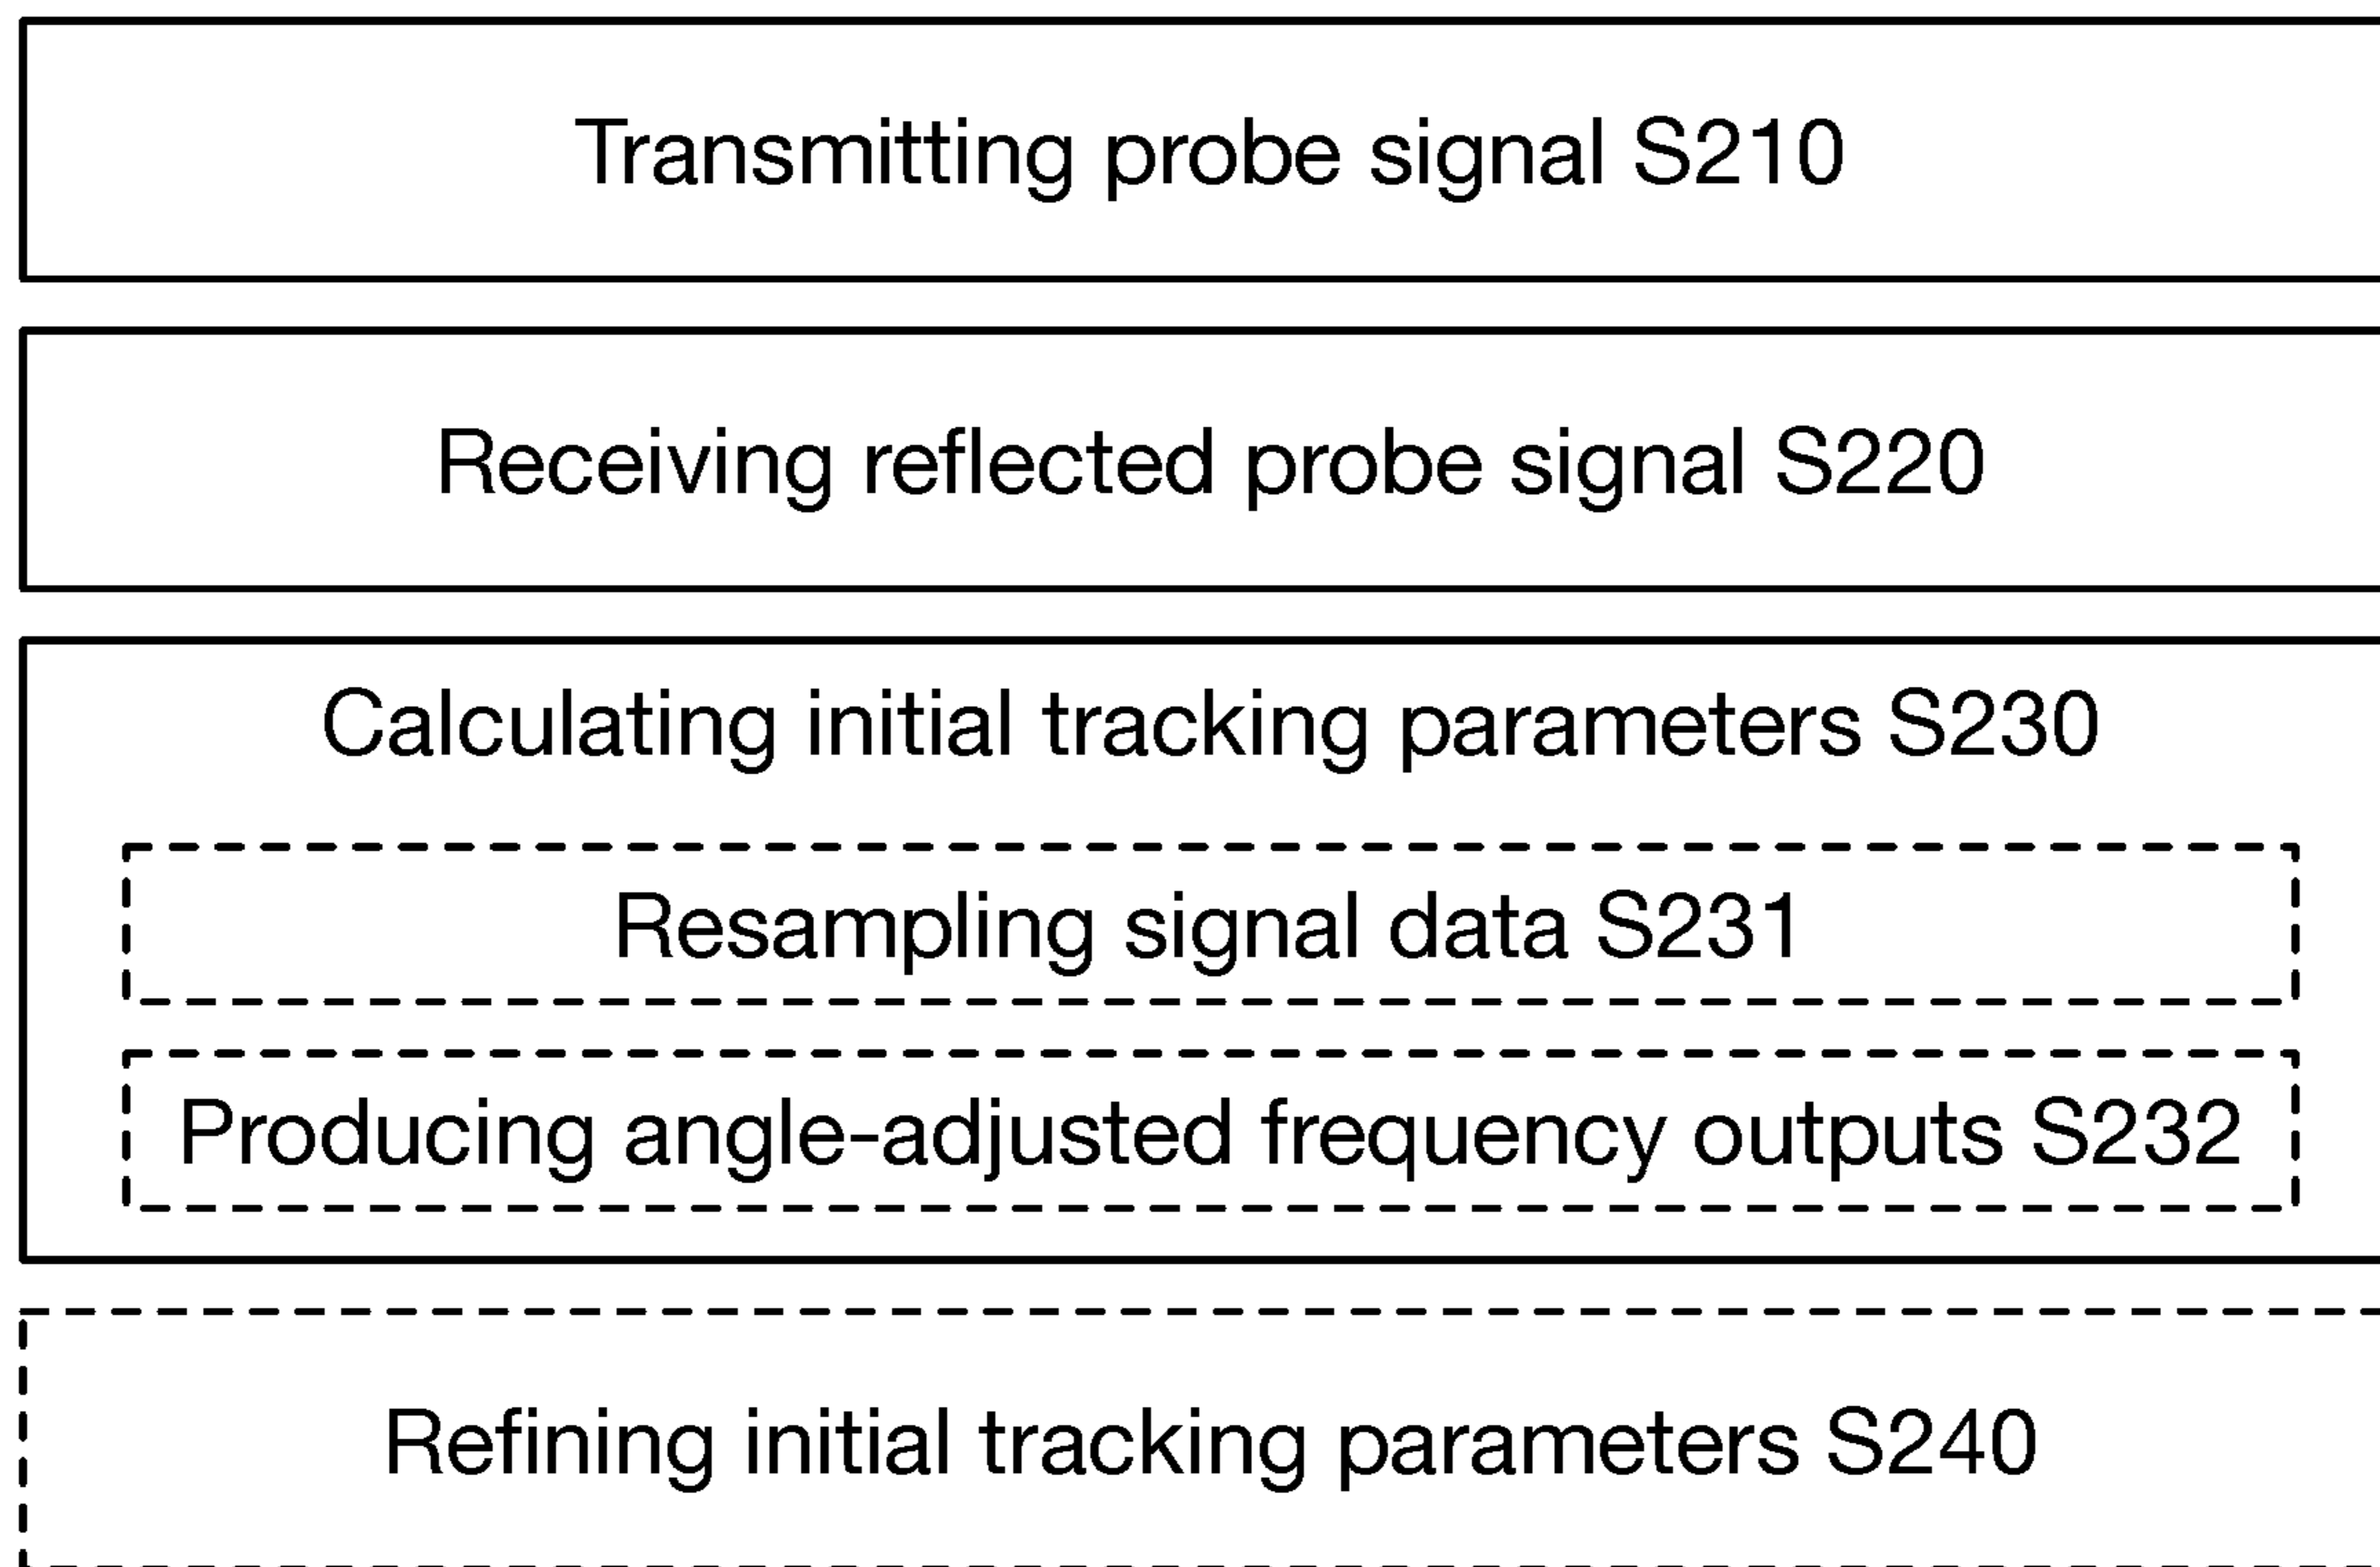 Transmitting probe signal S210
Receiving reflected probe signal S220
Calculating initial tracking parameters S230
Resampling signal data S231
Producing angle-adjusted frequency outputs S232
Refining initial tracking parameters S240